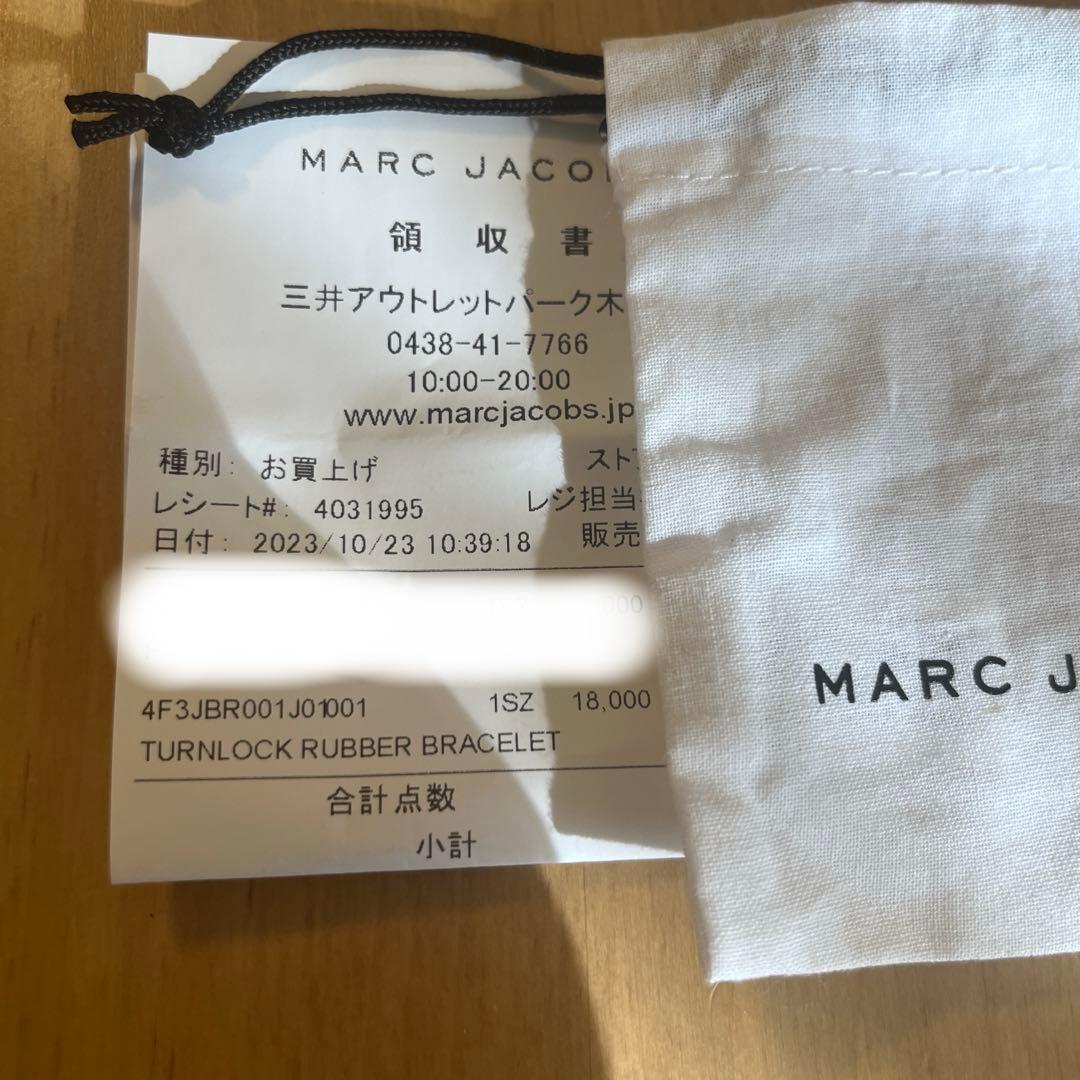 MARC JACO
領収書
三井アウトレットパーク木
0438-41-7766
10:00-20:00
www.marcjacobs.jp
種別: お買上げ スト
レシート#: 4031995 レジ担当
日付: 2023/10/23 10:39:18 販売
4F3JBR001J01001 1SZ 18,000
TURNLOCK RUBBER BRACELET
合計点数
小計
MARC J